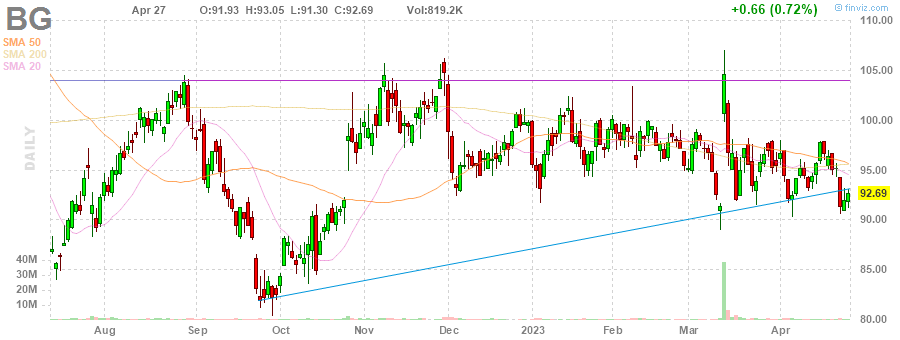 BG
Apr 27 O:91.93 H:93.05 L:91.30 C:92.69 Vol:819.2K +0.66 (0.72%)
© finviz.com
SMA 50
SMA 200
SMA 20
DAILY
110.00
105.00
100.00
95.00
92.69
90.00
85.00
80.00
40M
30M
20M
10M
Aug Sep Oct Nov Dec 2023 Feb Mar Apr